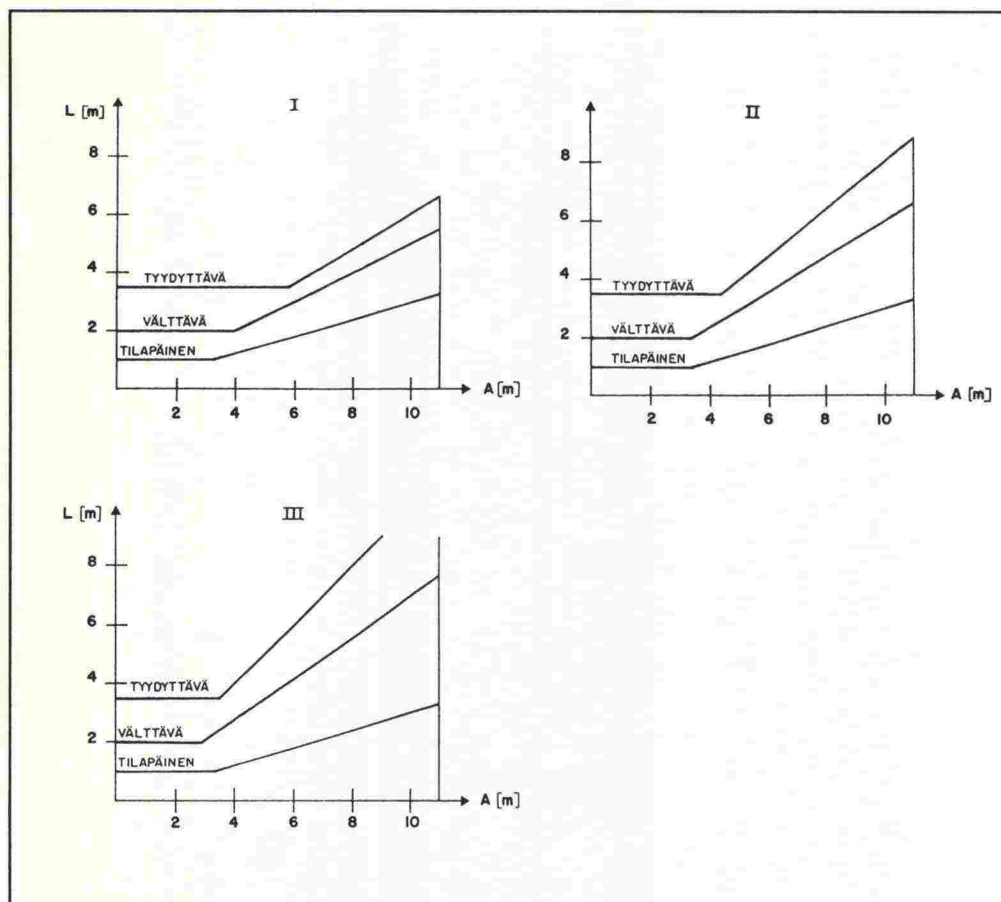 I
L [m]
8
6
4
2
TYYDYTTÄVÄ
VÄLTTÄVÄ
TILAPÄINEN
2 4 6 8 10
A [m]
II
8
6
4
2
TYYDYTTÄVÄ
VÄLTTÄVÄ
TILAPÄINEN
2 4 6 8 10
A [m]
III
L [m]
8
6
4
2
TYYDYTTÄVÄ
VÄLTTÄVÄ
TILAPÄINEN
2 4 6 8 10
A [m]